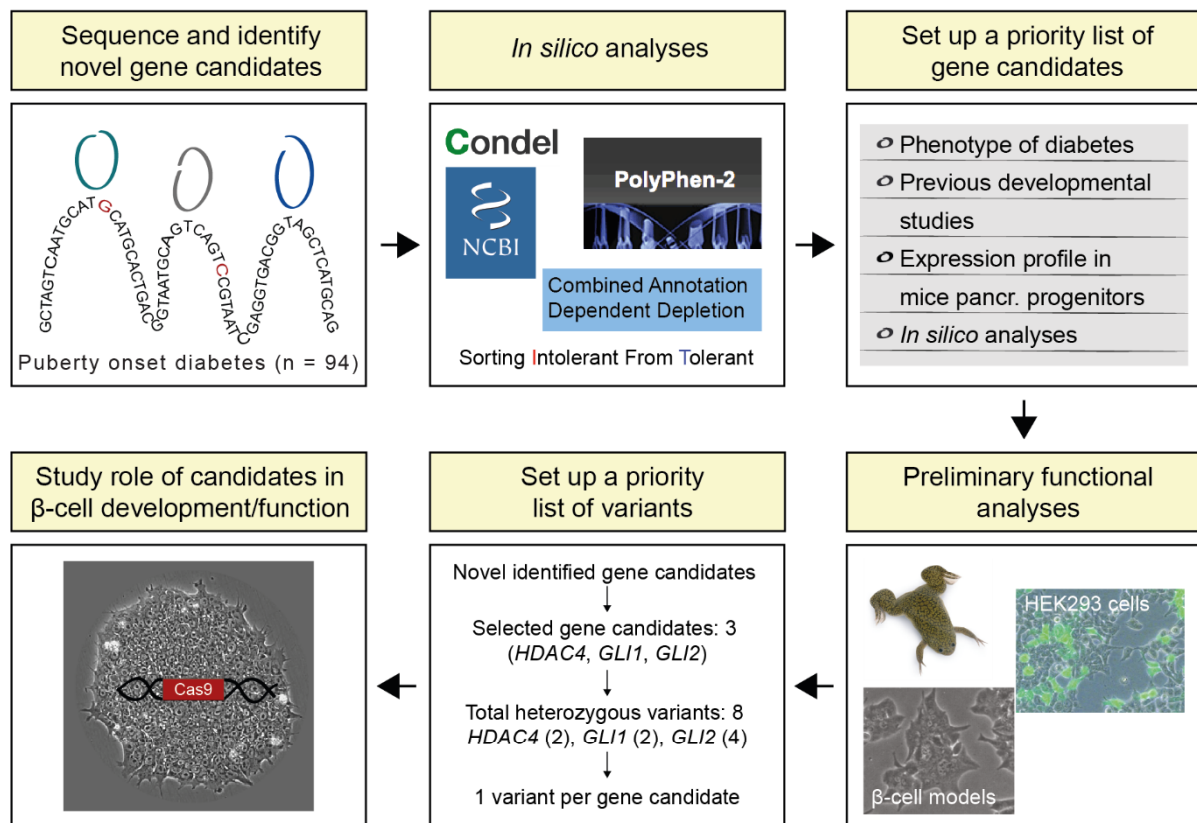 Sequence and identify
novel gene candidates
GCTAGTCAATGCATGCATGCACTGACGGTAATGCAGTCAGTCCGTAATCGAGGTGACGGTAGCTCATGCAG
Puberty onset diabetes (n = 94)
In silico analyses
Condel
NCBI
PolyPhen-2
Combined Annotation
Dependent Depletion
Sorting Intolerant From Tolerant
Set up a priority list of
gene candidates
Phenotype of diabetes
Previous developmental
studies
Expression profile in
mice pancr. progenitors
In silico analyses
Preliminary functional
analyses
HEK293 cells
β-cell models
Set up a priority
list of variants
Novel identified gene candidates
Selected gene candidates: 3
(HDAC4, GLI1, GLI2)
Total heterozygous variants: 8
HDAC4 (2), GLI1 (2), GLI2 (4)
1 variant per gene candidate
Study role of candidates in
β-cell development/function
Cas9